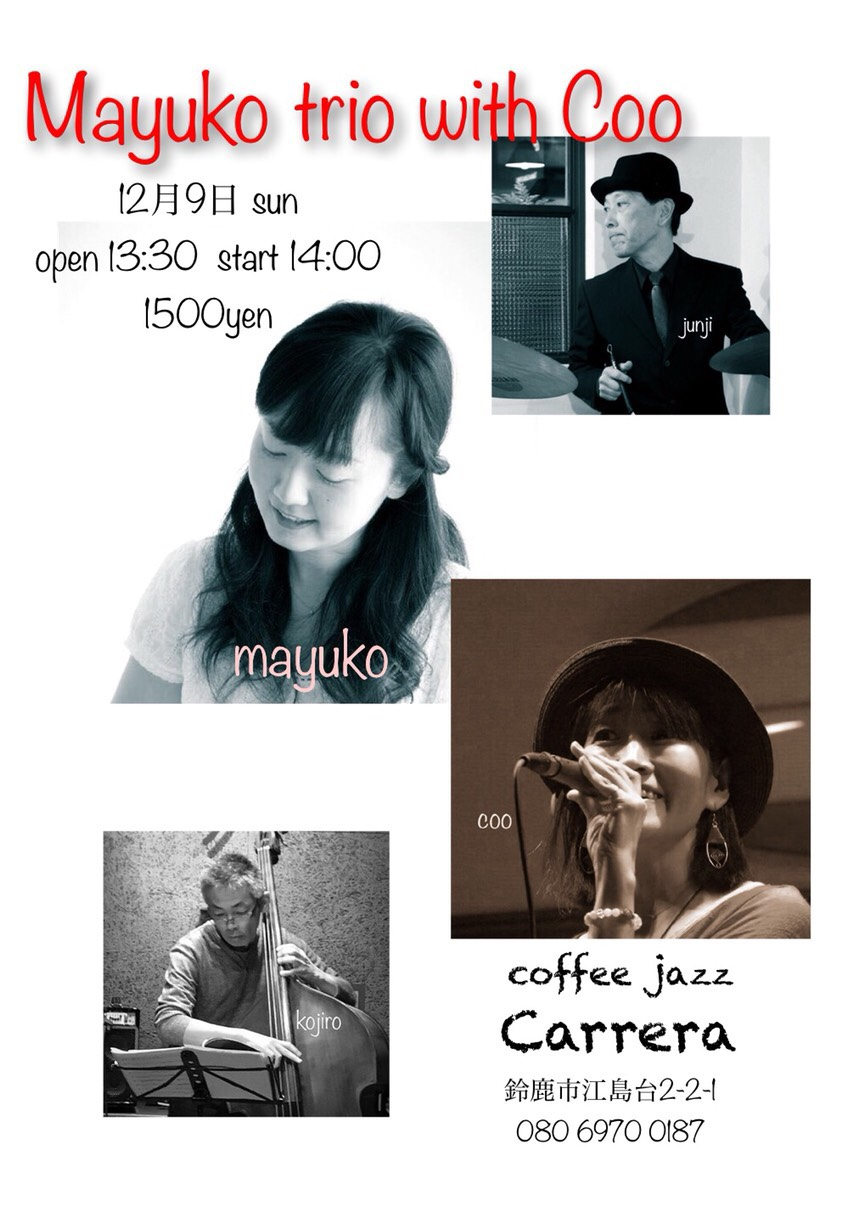 Mayuko trio with Coo
12月9日 sun
open 13:30 start 14:00
1500yen
junji
mayuko
coo
kojiro
coffee jazz
Carrera
鈴鹿市江島台2-2-1
080 6970 0187